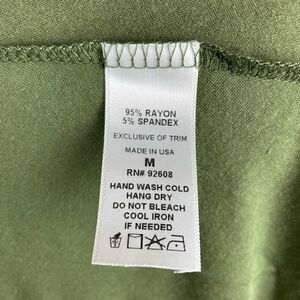 95% RAYON
5% SPANDEX
EXCLUSIVE OF TRIM
MADE IN USA
M
RN# 92608
HAND WASH COLD
HANG DRY
DO NOT BLEACH
COOL IRON
IF NEEDED